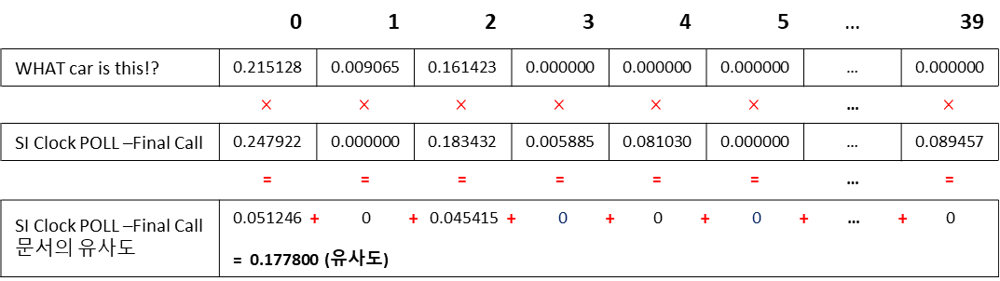 0 1 2 3 4 5 ... 39
WHAT car is this!? 0.215128 0.009065 0.161423 0.000000 0.000000 0.000000 ... 0.000000
× × × × × × ... ×
SI Clock POLL –Final Call 0.247922 0.000000 0.183432 0.005885 0.081030 0.000000 ... 0.089457
= = = = = = ... =
SI Clock POLL –Final Call 0.051246 + 0 + 0.045415 + 0 + 0 + 0 + ... + 0
문서의 유사도
= 0.177800 (유사도)